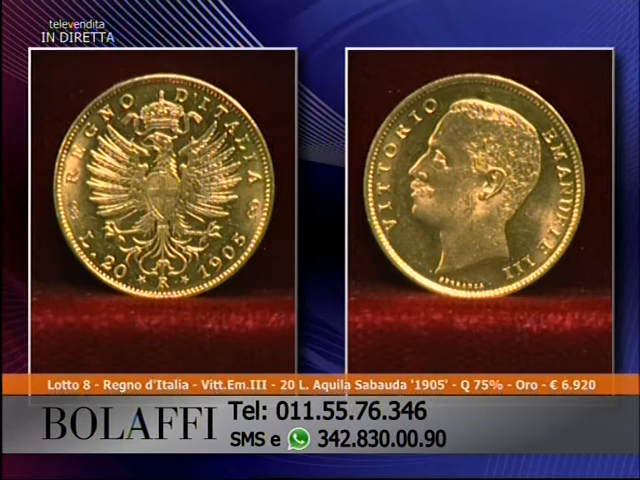 televendita
IN DIRETTA
REGNO D'ITALIA
L. 20 * R * 1905
VITTORIO EMANUELE III
Lotto 8 - Regno d'Italia - Vitt.Em.III - 20 L. Aquila Sabauda '1905' - Q 75% - Oro - € 6.920
BOLAFFI
Tel: 011.55.76.346
SMS e 342.830.00.90